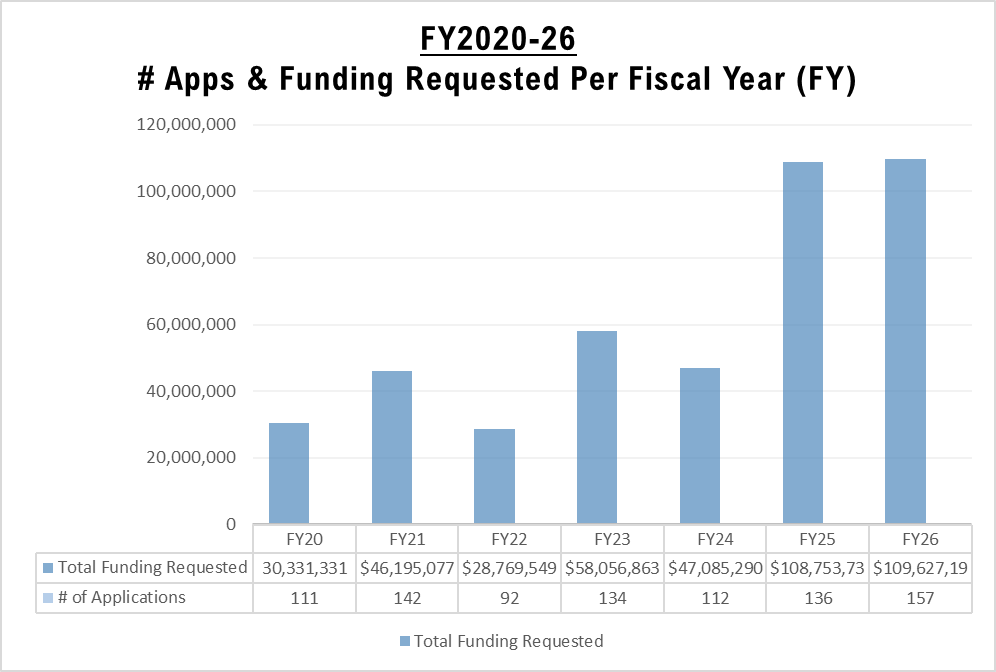 FY2020-26
# Apps & Funding Requested Per Fiscal Year (FY)
120,000,000
100,000,000
80,000,000
60,000,000
40,000,000
20,000,000
0
FY20 FY21 FY22 FY23 FY24 FY25 FY26
Total Funding Requested 30,331,331 $46,195,077 $28,769,549 $58,056,863 $47,085,290 $108,753,73 $109,627,19
# of Applications 111 142 92 134 112 136 157
Total Funding Requested